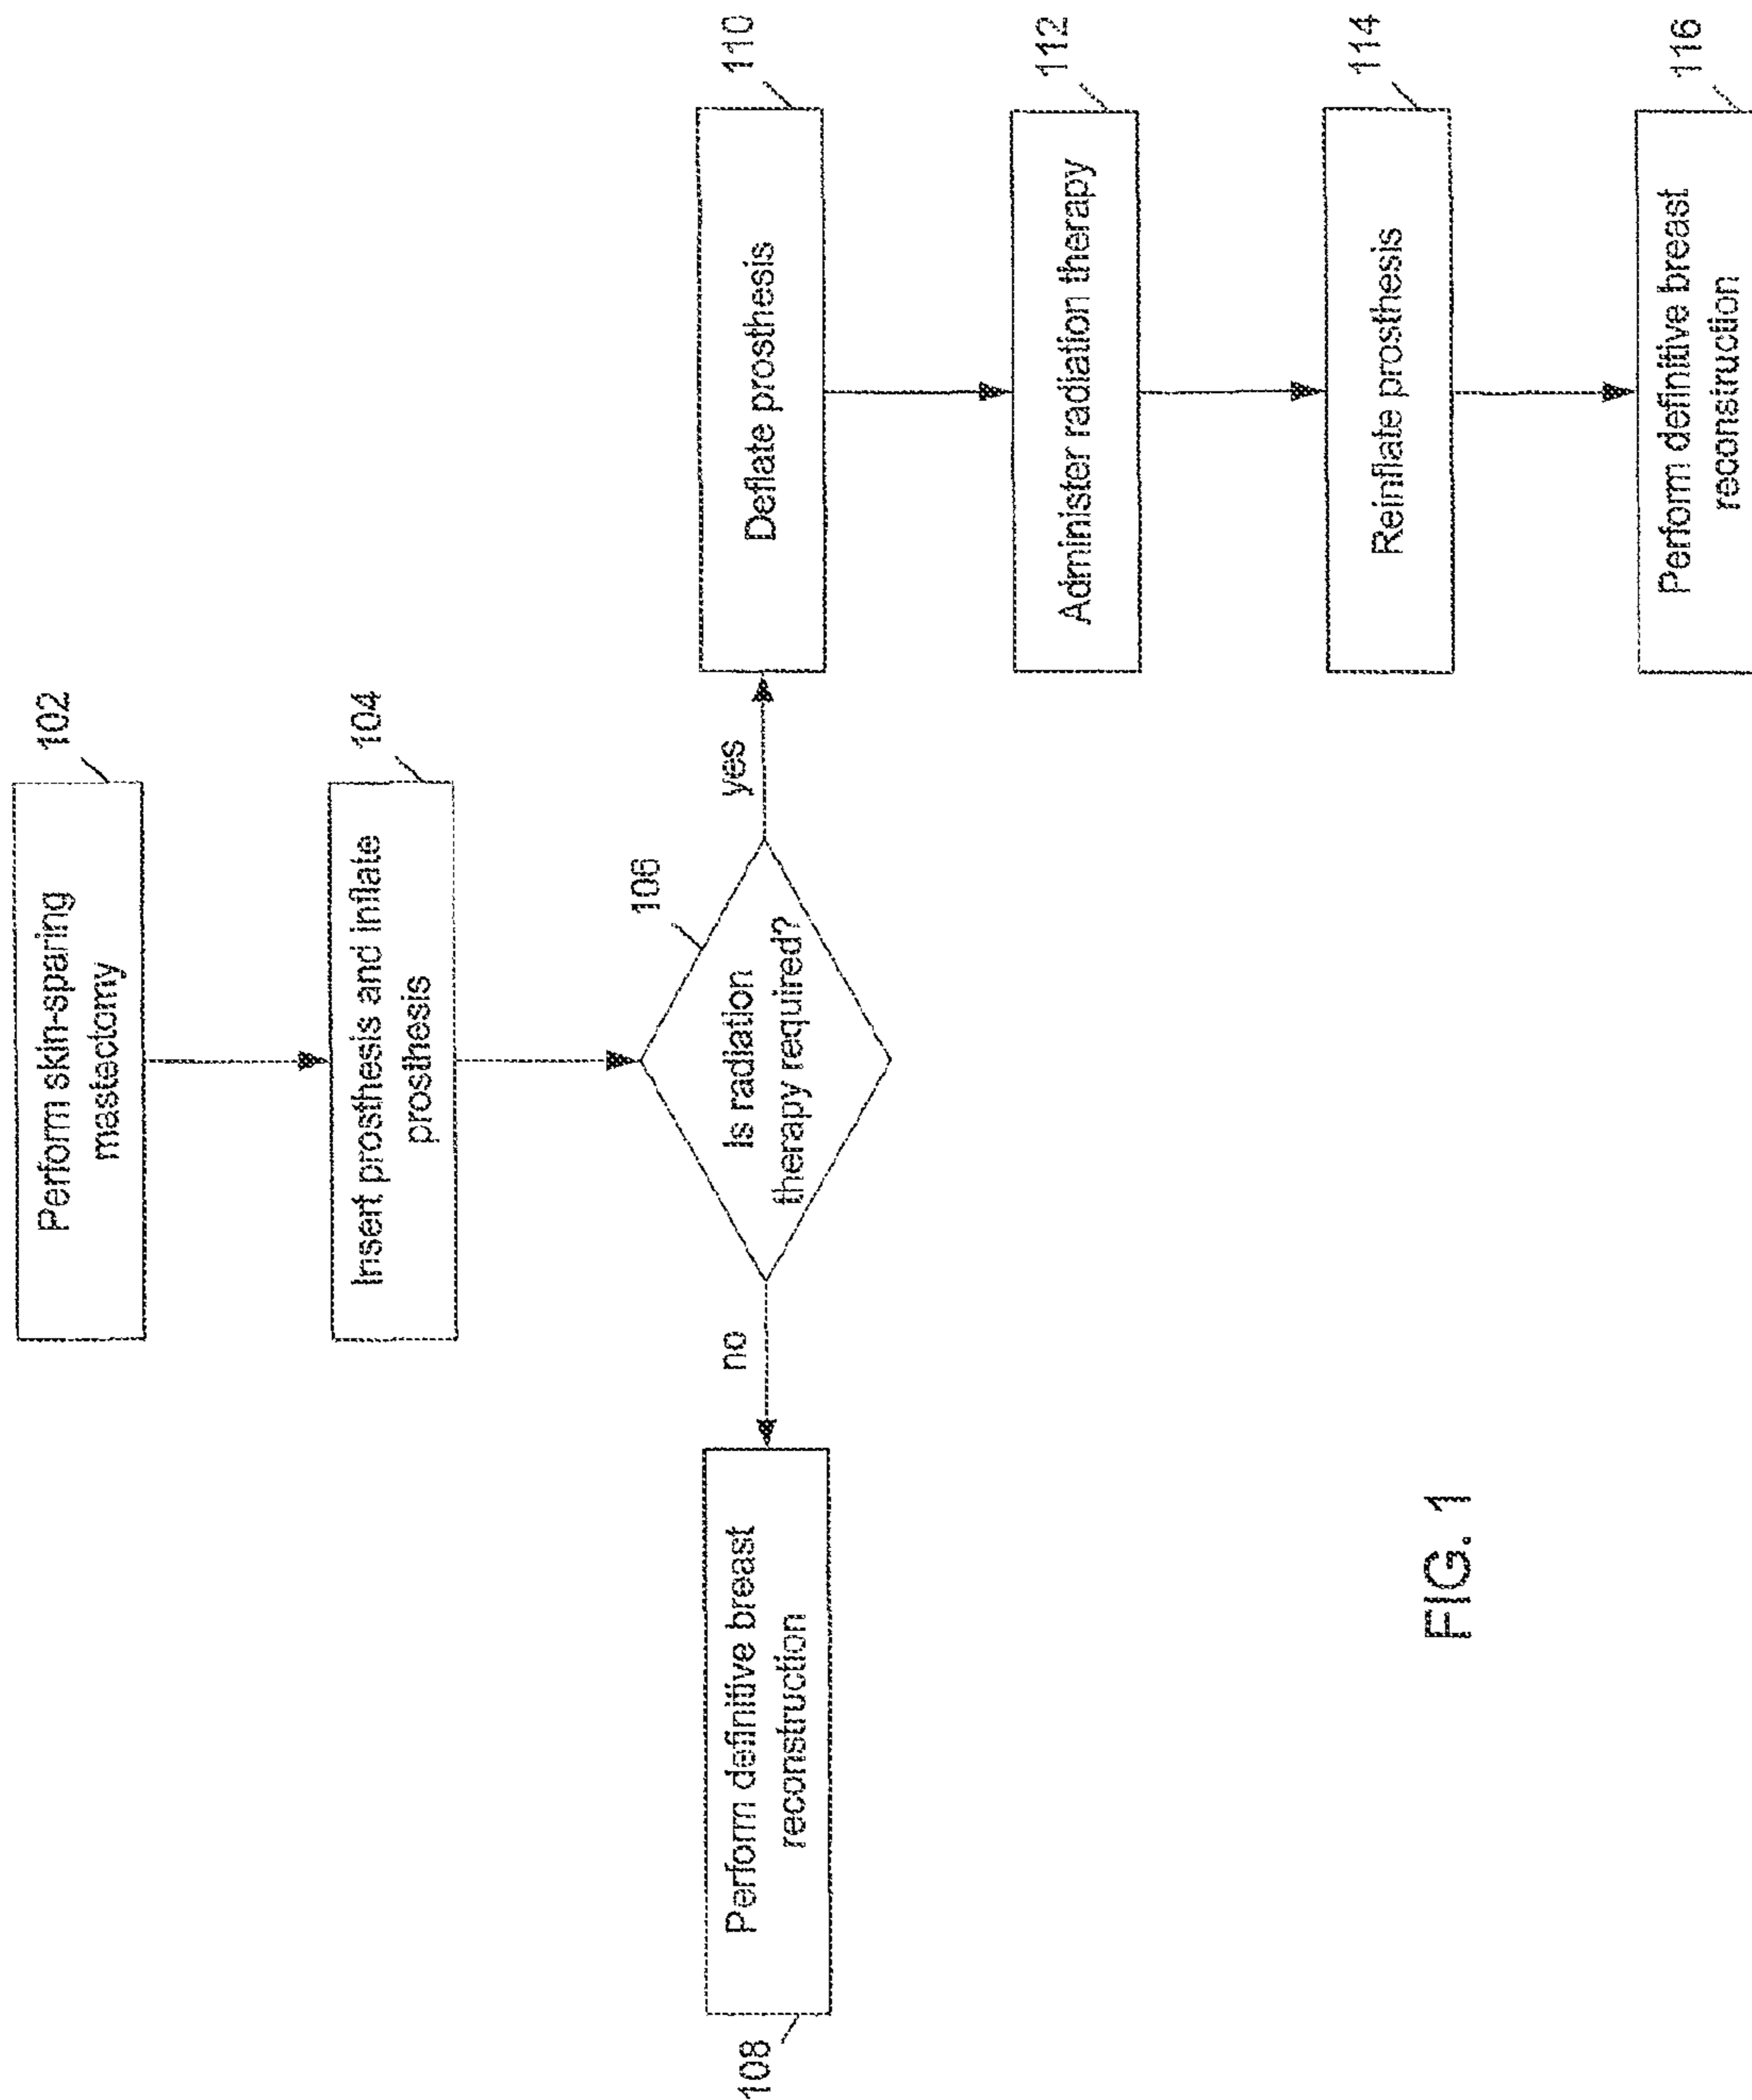 102
Perform skin-sparing
mastectomy
104
Insert prosthesis and inflate
prosthesis
106
Is radiation
therapy required?
no
yes
108
Perform definitive breast
reconstruction
110
Deflate prosthesis
112
Administer radiation therapy
114
Reinflate prosthesis
116
Perform definitive breast
reconstruction
FIG. 1